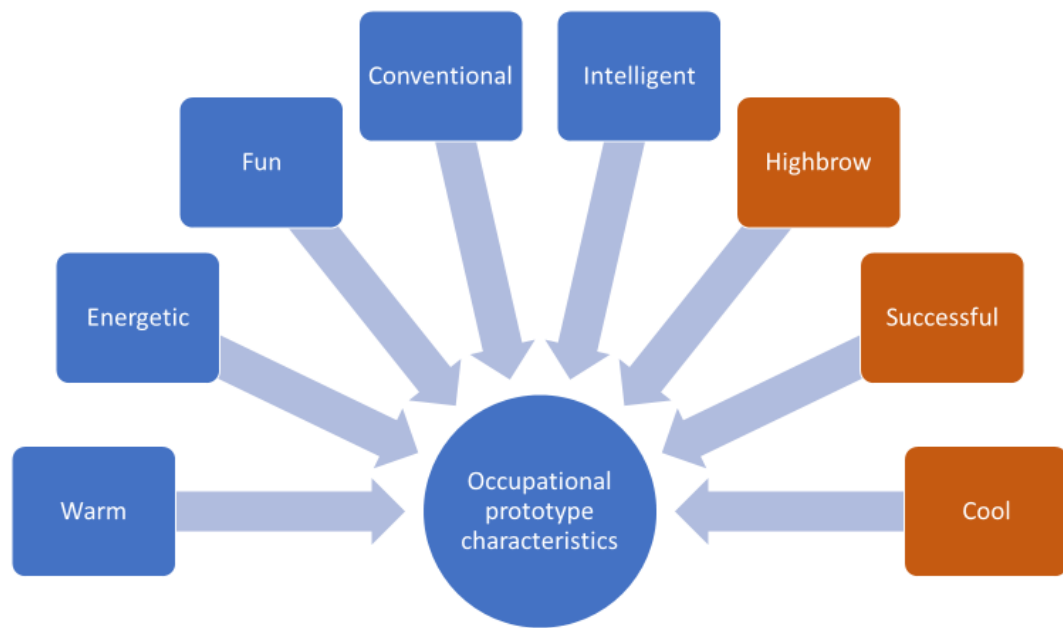 Conventional
Intelligent
Fun
Highbrow
Energetic
Successful
Warm
Occupational
prototype
characteristics
Cool